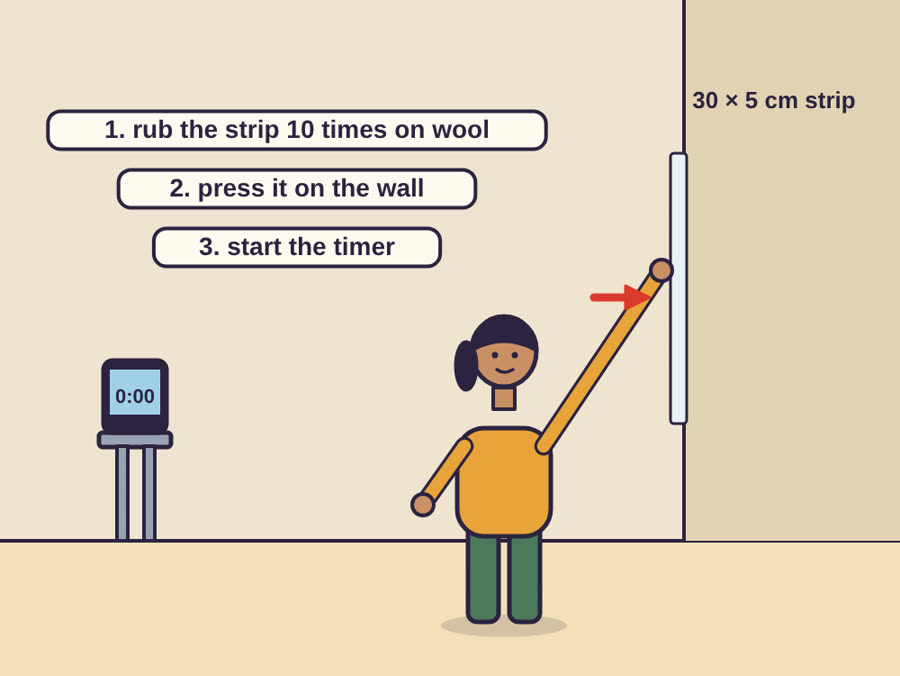 30 × 5 cm strip
1. rub the strip 10 times on wool
2. press it on the wall
3. start the timer
0:00